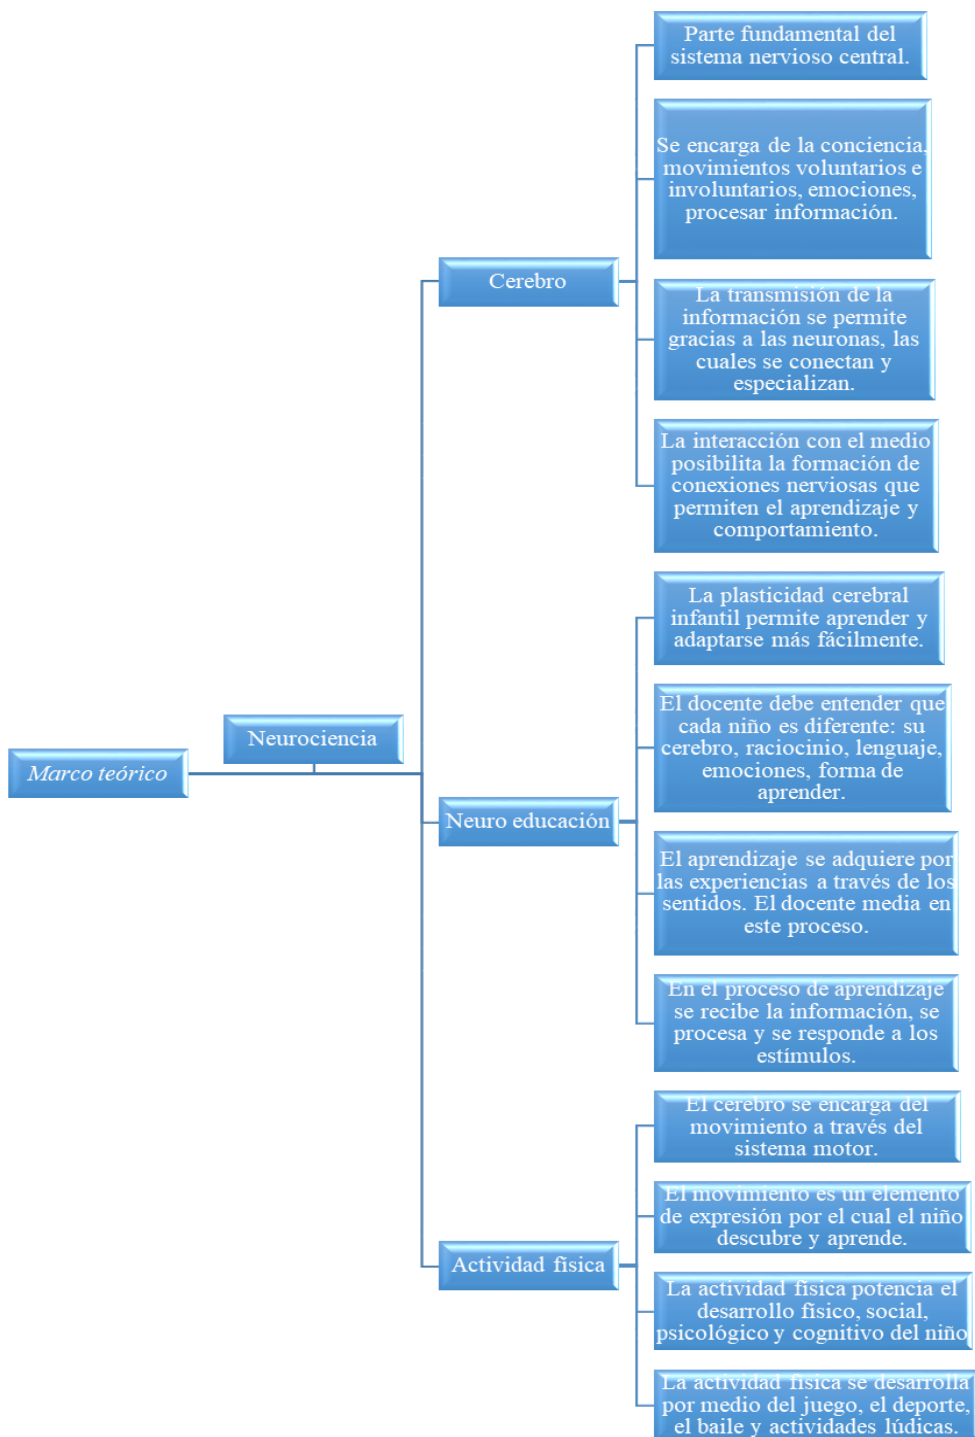 Marco teórico
Neurociencia
Cerebro
Parte fundamental del
sistema nervioso central.
Se encarga de la conciencia,
movimientos voluntarios e
involuntarios, emociones,
procesar información.
La transmisión de la
información se permite
gracias a las neuronas, las
cuales se conectan y
especializan.
La interacción con el medio
posibilita la formación de
conexiones nerviosas que
permiten el aprendizaje y
comportamiento.
Neuro educación
La plasticidad cerebral
infantil permite aprender y
adaptarse más fácilmente.
El docente debe entender que
cada niño es diferente: su
cerebro, raciocinio, lenguaje,
emociones, forma de
aprender.
El aprendizaje se adquiere por
las experiencias a través de los
sentidos. El docente media en
este proceso.
En el proceso de aprendizaje
se recibe la información, se
procesa y se responde a los
estímulos.
Actividad física
El cerebro se encarga del
movimiento a través del
sistema motor.
El movimiento es un elemento
de expresión por el cual el niño
descubre y aprende.
La actividad física potencia el
desarrollo físico, social,
psicológico y cognitivo del niño
La actividad física se desarrolla
por medio del juego, el deporte,
el baile y actividades lúdicas.